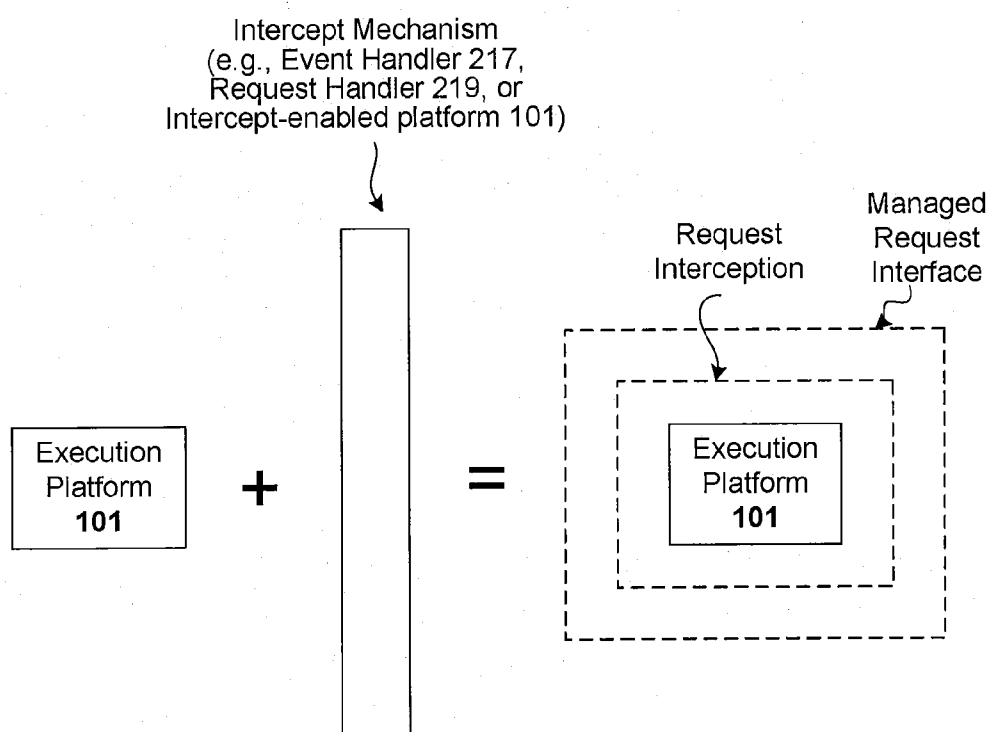 Intercept Mechanism
(e.g., Event Handler 217,
Request Handler 219, or
Intercept-enabled platform 101)
Managed
Request
Interface
Request
Interception
Execution
Platform
101
+
=
Execution
Platform
101